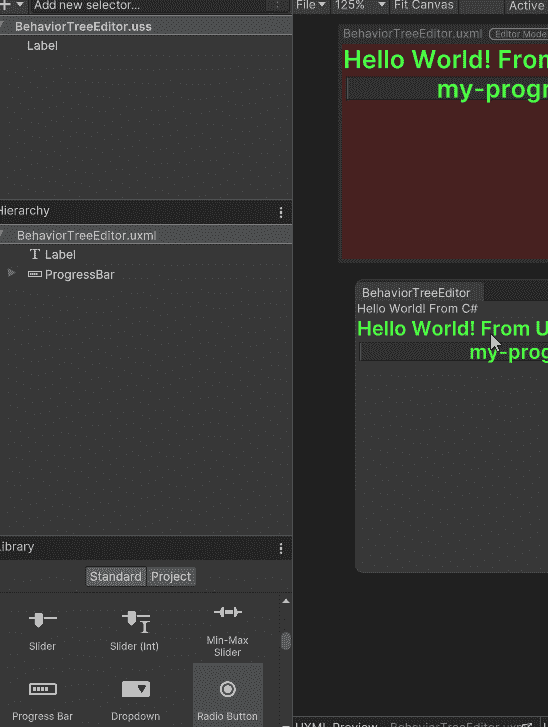 Add new selector...
BehaviorTreeEditor.uss
Label
Hierarchy
BehaviorTreeEditor.uxml
Label
ProgressBar
Library
Standard Project
Slider
Slider (Int)
Min-Max
Slider
Progress Bar
Dropdown
Radio Button
File 125% Fit Canvas Active
BehaviorTreeEditor.uxml Editor Mode
Hello World! From
my-progr
BehaviorTreeEditor
Hello World! From C#
Hello World! From U
my-prog
UXML Preview BehaviorTreeEditor.uxm